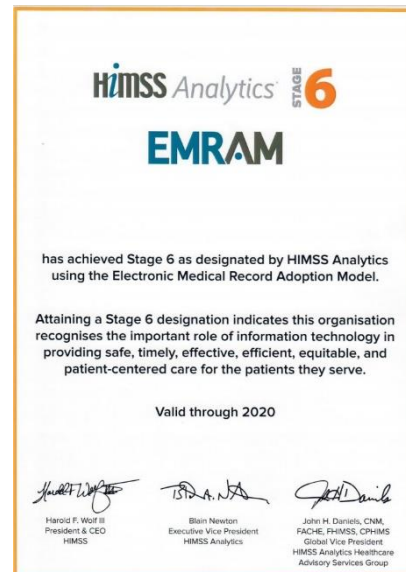 HiMSS Analytics STAGE 6
EMRAM
has achieved Stage 6 as designated by HIMSS Analytics
using the Electronic Medical Record Adoption Model.
Attaining a Stage 6 designation indicates this organisation
recognises the important role of information technology in
providing safe, timely, effective, efficient, equitable, and
patient-centered care for the patients they serve.
Valid through 2020
Harold F. Wolf III
President & CEO
HIMSS
Blain Newton
Executive Vice President
HIMSS Analytics
John H. Daniels, CNM,
FACHE, FHIMSS, CPHIMS
Global Vice President
HIMSS Analytics Healthcare
Advisory Services Group